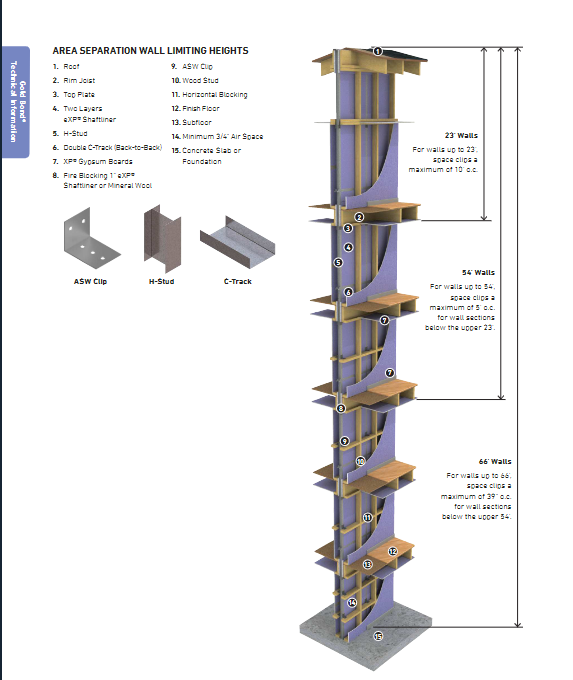 AREA SEPARATION WALL LIMITING HEIGHTS
Gold Bond®
Technical Information
1. Roof
2. Rim Joist
3. Top Plate
4. Two Layers
eXP® Shaftliner
5. H-Stud
6. Double C-Track (Back-to-Back)
7. XP® Gypsum Boards
8. Fire Blocking 1" eXP®
Shaftliner or Mineral Wool
9. ASW Clip
10. Wood Stud
11. Horizontal Blocking
12. Finish Floor
13. Subfloor
14. Minimum 3/4" Air Space
15. Concrete Slab or
Foundation
ASW Clip
H-Stud
C-Track
1
2
3
4
5
6
7
7
8
9
10
11
12
13
14
15
23' Walls
For walls up to 23',
space clips a
maximum of 10' o.c.
54' Walls
For walls up to 54',
space clips a
maximum of 5' o.c.
for wall sections
below the upper 23'.
66' Walls
For walls up to 66',
space clips a
maximum of 39" o.c.
for wall sections
below the upper 54'.